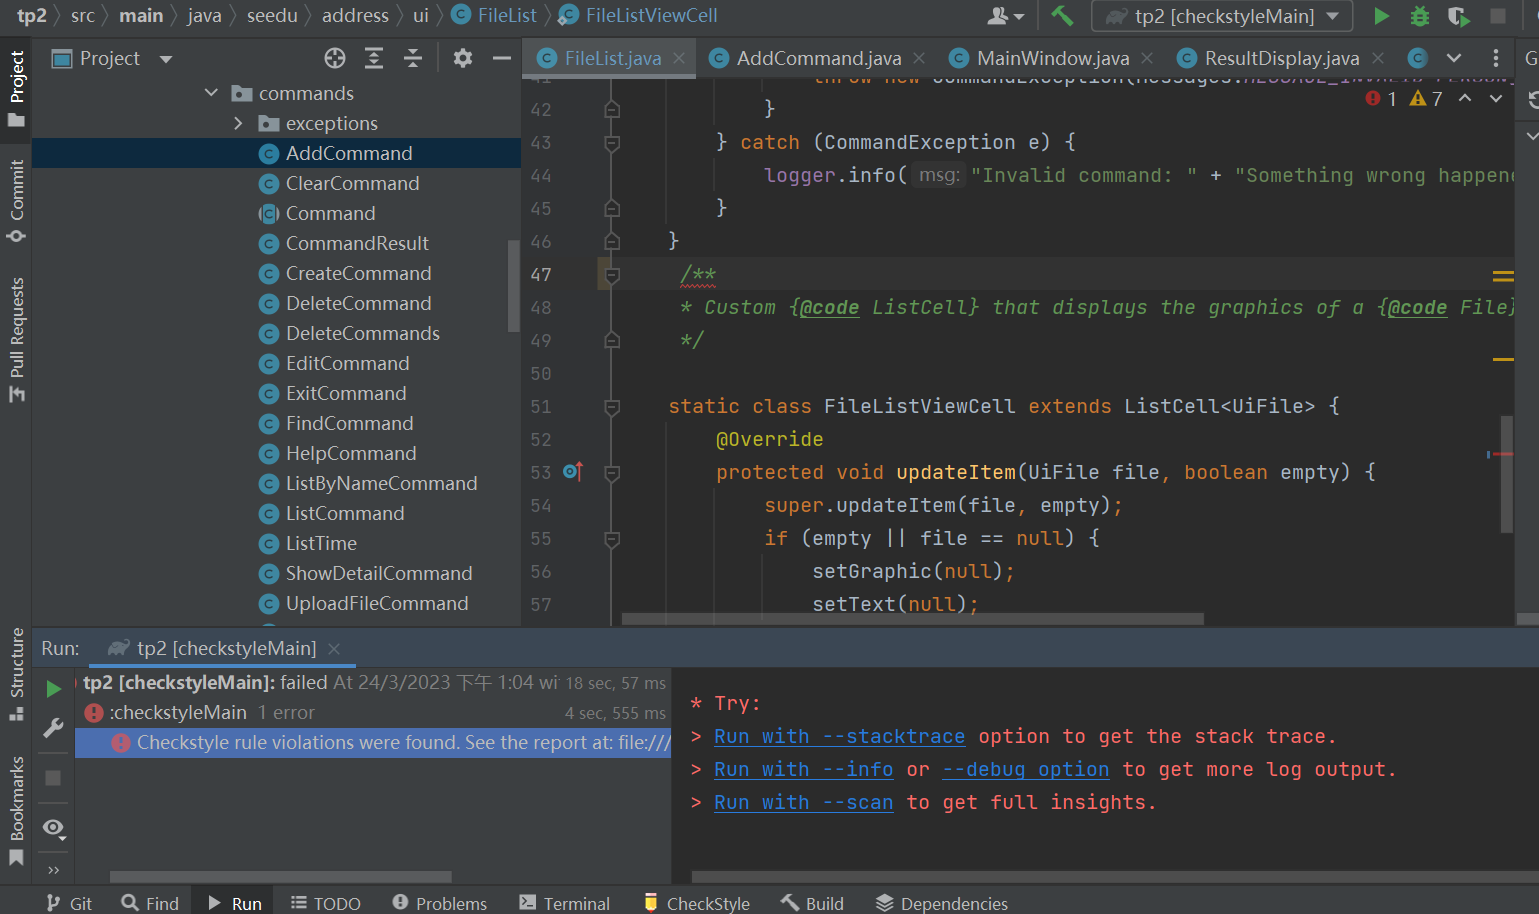 tp2 src main java seedu address ui FileList FileListViewCell
tp2 [checkstyleMain]
Project
FileList.java AddCommand.java MainWindow.java ResultDisplay.java
Project
Commit
Pull Requests
Structure
Bookmarks
commands
exceptions
AddCommand
ClearCommand
Command
CommandResult
CreateCommand
DeleteCommand
DeleteCommands
EditCommand
ExitCommand
FindCommand
HelpCommand
ListByNameCommand
ListCommand
ListTime
ShowDetailCommand
UploadFileCommand
1 7
42 }
43 } catch (CommandException e) {
44 logger.info( msg: "Invalid command: " + "Something wrong happene
45 }
46 }
47 /**
48 * Custom {@code ListCell} that displays the graphics of a {@code File}
49 */
50
51 static class FileListViewCell extends ListCell<UiFile> {
52 @Override
53 protected void updateItem(UiFile file, boolean empty) {
54 super.updateItem(file, empty);
55 if (empty || file == null) {
56 setGraphic(null);
57 setText(null);
Run: tp2 [checkstyleMain]
tp2 [checkstyleMain]: failed At 24/3/2023 下午 1:04 wi 18 sec, 57 ms
:checkstyleMain 1 error 4 sec, 555 ms
Checkstyle rule violations were found. See the report at: file:///
* Try:
> Run with --stacktrace option to get the stack trace.
> Run with --info or --debug option to get more log output.
> Run with --scan to get full insights.
Git Find Run TODO Problems Terminal CheckStyle Build Dependencies